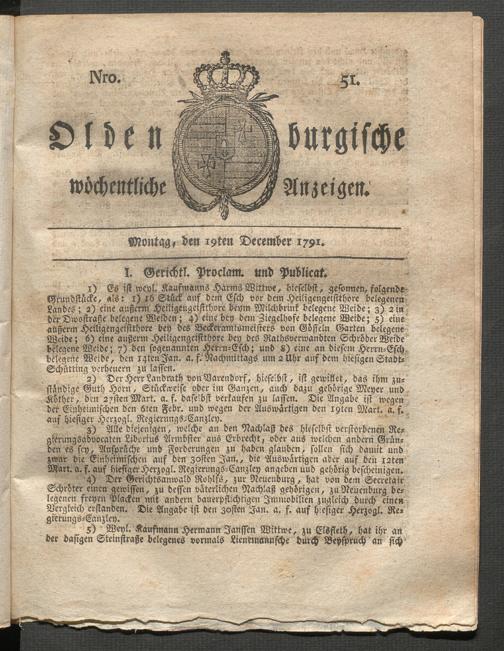 Nro. 51.
Oldenburgische
wöchentliche Anzeigen.
Montag, den 19ten December 1791.
I. Gerichtl. Proclam. und Publicat.
1) Es ist weyl. Kaufmanns Harms Wittwe, hieselbst, gesonnen, folgende
Grundstücke, als: 1) 16 Stück auf dem Esch vor dem Heiligengeistthore belegenen
Landes; 2) eine außerm Heiligengeistthore beym Milchbrink belegene Weide; 3) 2 in
der Dwostraße belegene Weiden; 4) eine bey dem Ziegelhofe belegene Weide; 5) eine
außerm Heiligengeistthore bey des Beckeramtsmeisters von Gösseln Garten belegene
Weide; 6) eine außerm Heiligengeistthore bey des Rathsverwandten Schröder Weide
belegene Weide; 7) den sogenannten Herrn-Esch; und 8) eine an diesem Herrn-Esch
belegene Weide, den 13ten Jan. a. f. Nachmittags um 2 Uhr auf dem hiesigen Stadt-
Schütting verheuern zu lassen.
2) Der Herr Landrath von Warendorf, hieselbst, ist gewillet, das ihm zu-
ständige Guth Horn, Stückweise oder im Ganzen, auch dazu gehörige Meyer und
Köther, den 27sten Mart. a. f. daselbst verkaufen zu lassen. Die Angabe ist wegen
der Einheimischen den 6ten Febr. und wegen der Auswärtigen den 19ten Mart. a. f.
auf hiesiger Herzogl. Regierungs-Canzley.
3) Alle diejenigen, welche an den Nachlaß des hieselbst verstorbenen Re-
gierungsadvocaten Liborius Armbster aus Erbrecht, oder aus welchen andern Grün-
den es sey, Ansprüche und Forderungen zu haben glauben, sollen sich damit und
zwar die Einheimischen auf den 30sten Jan., die Auswärtigen aber auf den 12ten
Mart. a. f. auf hiesiger Herzogl. Regierungs-Canzley angeben und gehörig bescheinigen.
4) Der Gerichtsanwald Rohlfs, zur Neuenburg, hat von dem Secretair
Schröter einen gewissen, zu dessen väterlichen Nachlaß gehörigen, zu Neuenburg be-
legenen freyen Placken mit andern bauerpflichtigen Immobilien zugleich durch einen
Vergleich erstanden. Die Angabe ist den 30sten Jan. a. f. auf hiesiger Herzogl. Re-
gierungs-Canzley.
5) Weyl. Kaufmann Hermann Janssen Wittwe, zu Elsfleth, hat ihr an
der dasigen Steinstraße belegenes vormals durch Beyspruch an sich